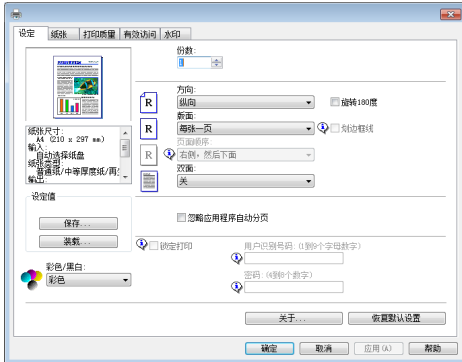 设定 纸张 打印质量 有效访问 水印
份数:
1
方向:
纵向
旋转180度
版面:
每张一页
划边框线
页面顺序:
右侧, 然后下面
双面:
关
纸张尺寸:
A4 (210 x 297 mm)
输入:
自动选择纸盘
纸张类型:
普通纸/中等厚度纸/再生
输出:
设定值
保存...
装载...
忽略应用程序自动分页
锁定打印
用户识别号码: (1到9个字母数字)
密码: (4到8个数字)
彩色/黑白:
彩色
关于...
恢复默认设置
确定 取消 应用(A) 帮助